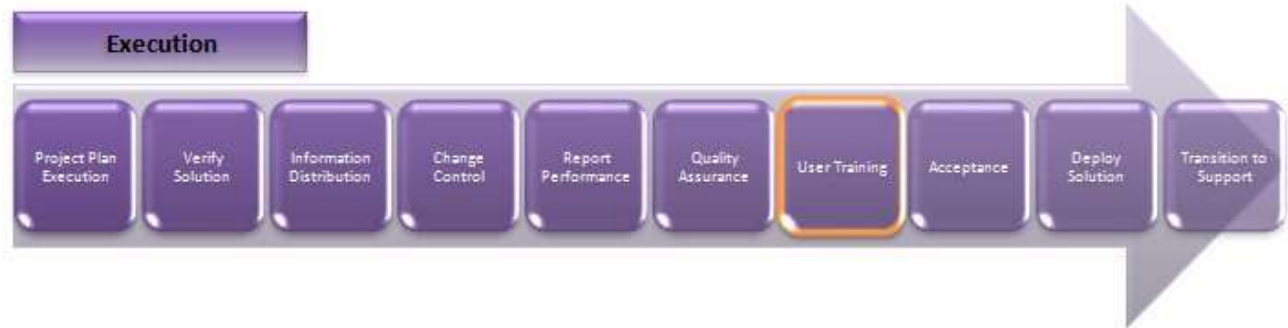 Execution
Project Plan
Execution
Verify
Solution
Information
Distribution
Change
Control
Report
Performance
Quality
Assurance
User Training
Acceptance
Deploy
Solution
Transition to
Support